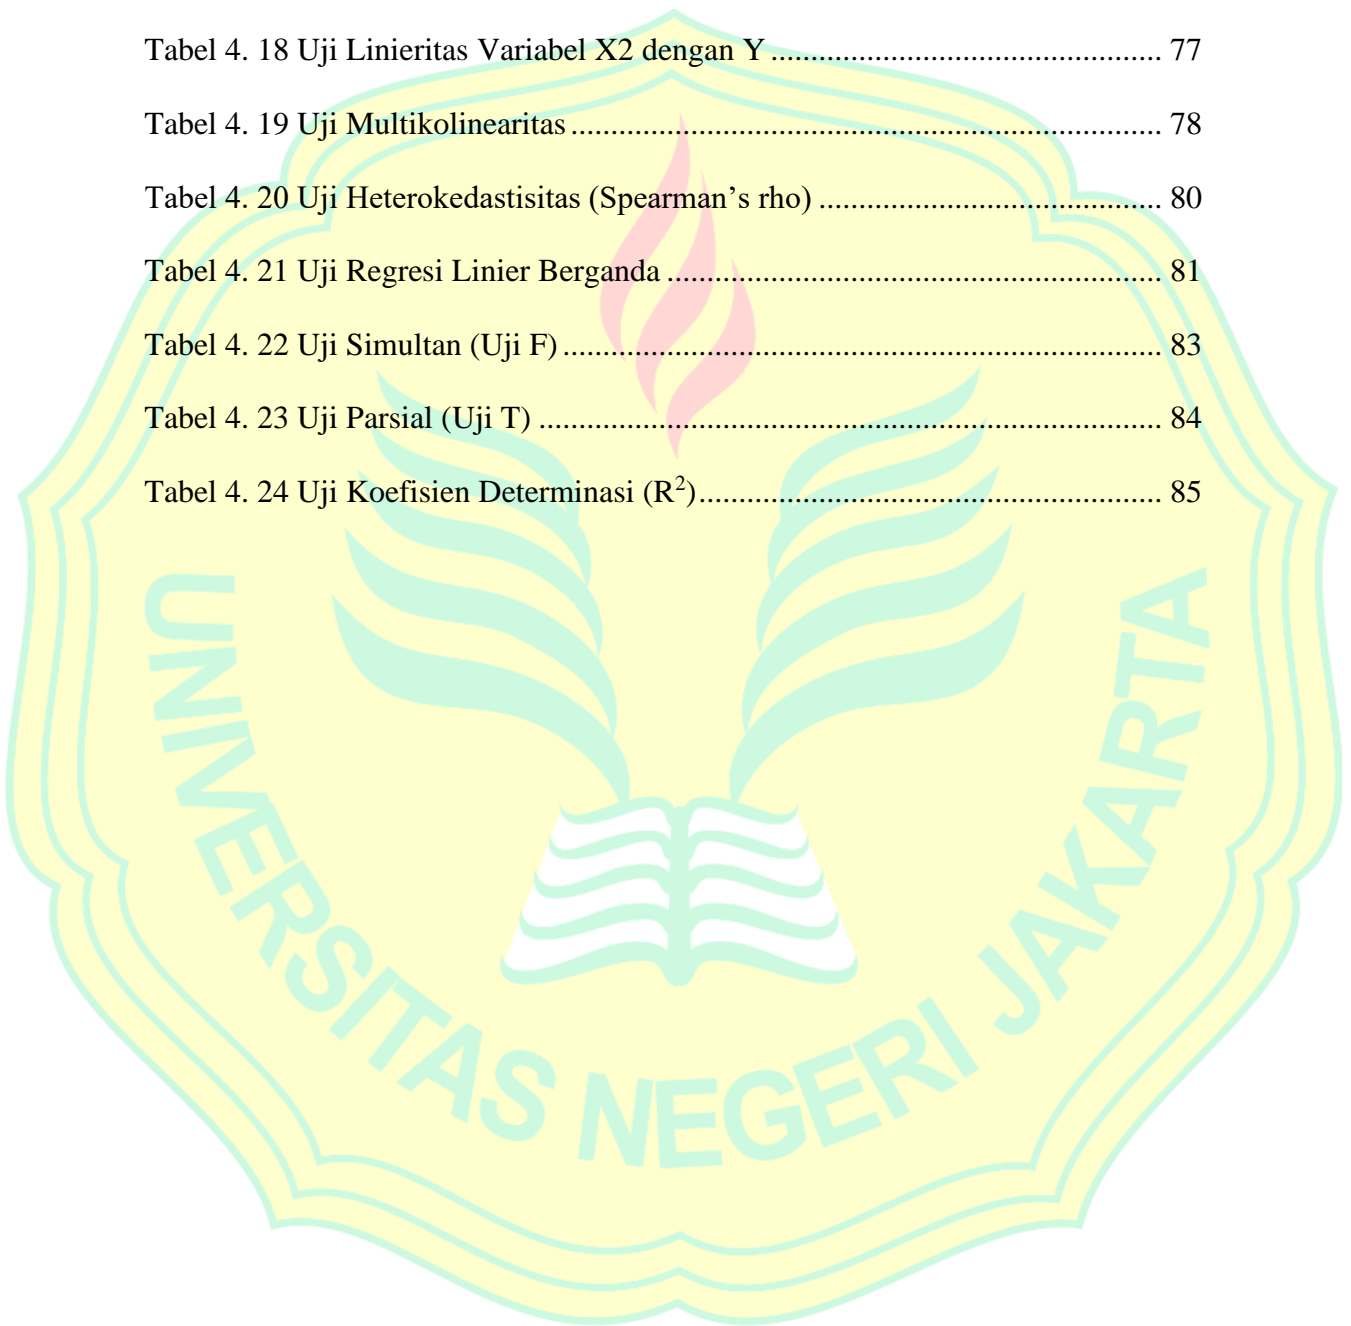 Tabel 4. 18 Uji Linieritas Variabel X2 dengan Y ................................................. 77
Tabel 4. 19 Uji Multikolinearitas .......................................................................... 78
Tabel 4. 20 Uji Heterokedastisitas (Spearman’s rho) ........................................... 80
Tabel 4. 21 Uji Regresi Linier Berganda .............................................................. 81
Tabel 4. 22 Uji Simultan (Uji F) ........................................................................... 83
Tabel 4. 23 Uji Parsial (Uji T) .............................................................................. 84
Tabel 4. 24 Uji Koefisien Determinasi (R²) .......................................................... 85
UNIVERSITAS NEGERI JAKARTA